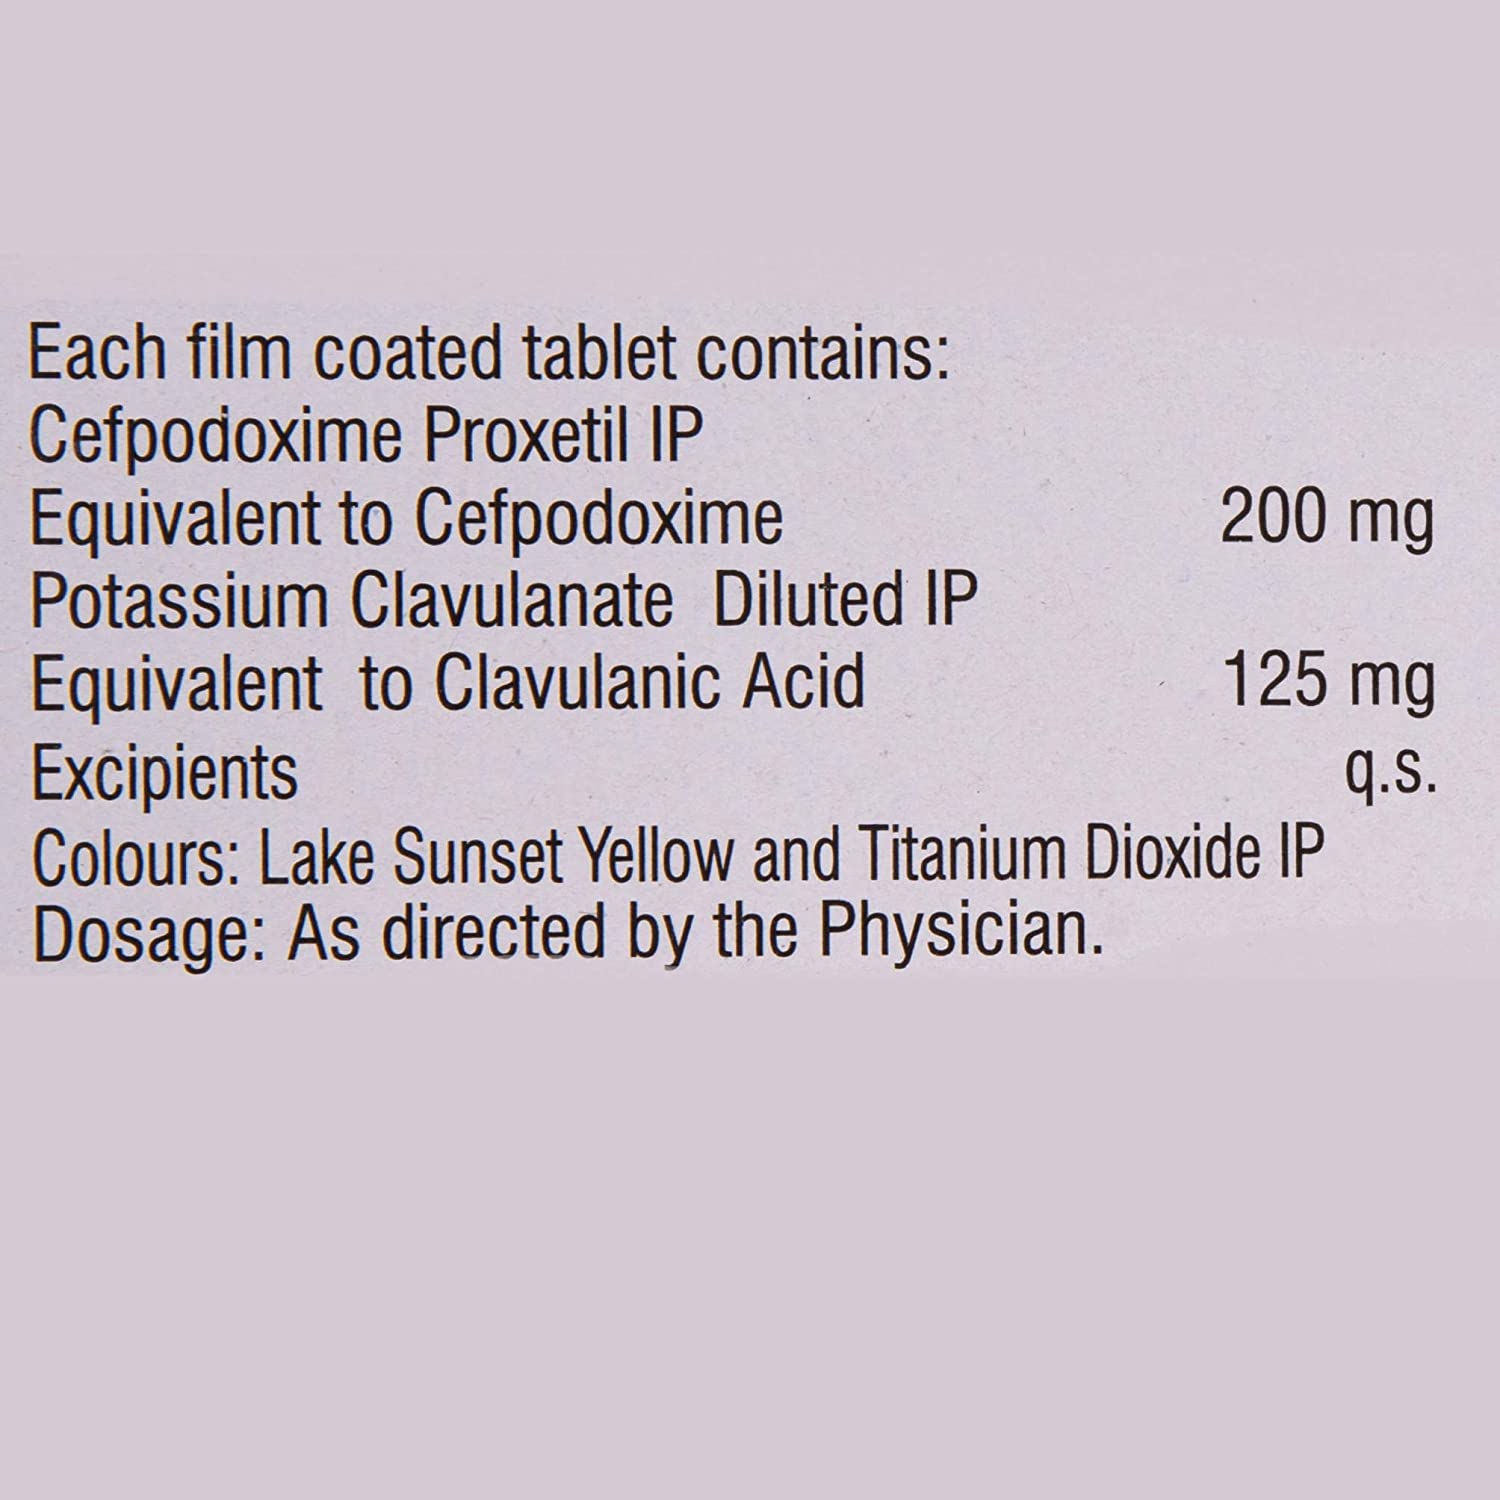 Each film coated tablet contains:
Cefpodoxime Proxetil IP
Equivalent to Cefpodoxime 200 mg
Potassium Clavulanate Diluted IP
Equivalent to Clavulanic Acid 125 mg
Excipients q.s.
Colours: Lake Sunset Yellow and Titanium Dioxide IP
Dosage: As directed by the Physician.